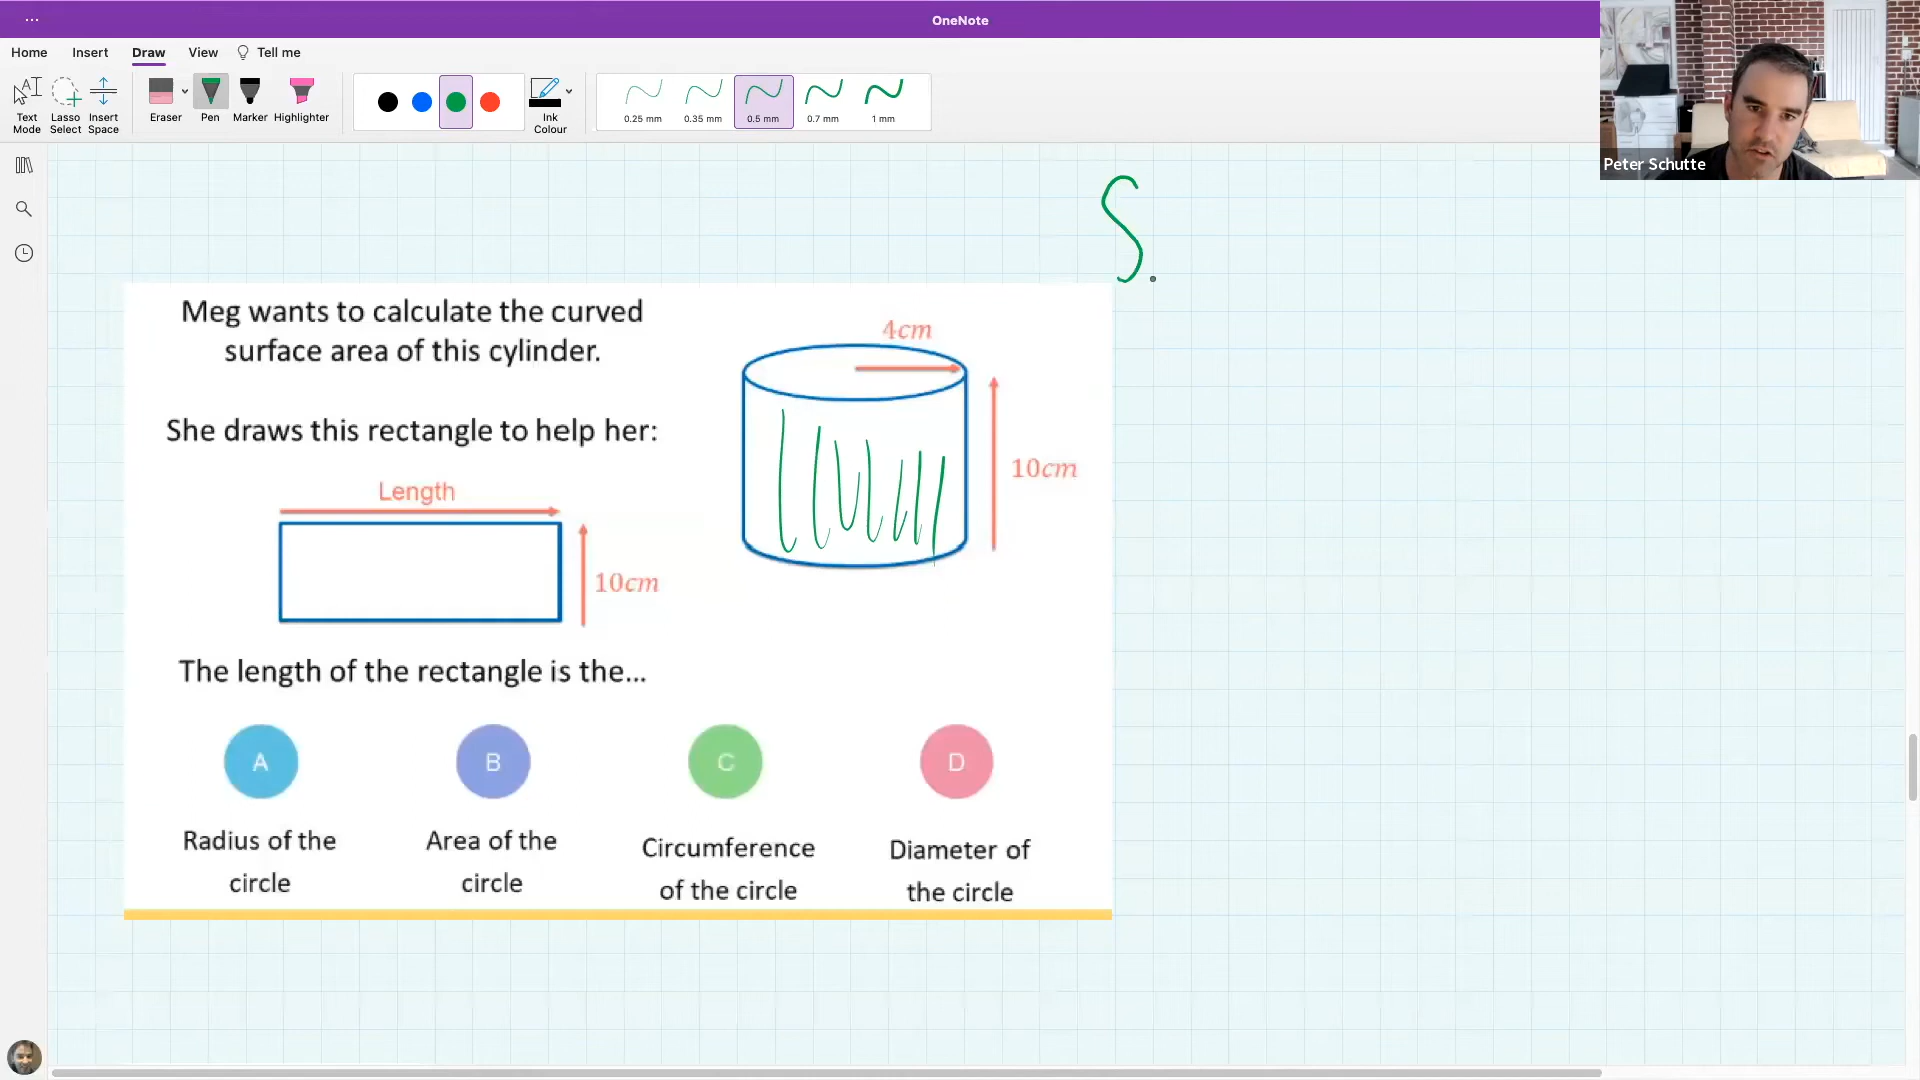 OneNote
Home Insert Draw View Tell me
Text Mode
Lasso Select
Insert Space
Eraser
Pen
Marker
Highlighter
Ink Colour
0.25 mm
0.35 mm
0.5 mm
0.7 mm
1 mm
Peter Schutte
S
Meg wants to calculate the curved
surface area of this cylinder.
4cm
She draws this rectangle to help her:
10cm
Length
10cm
The length of the rectangle is the...
A
B
C
D
Radius of the
circle
Area of the
circle
Circumference
of the circle
Diameter of
the circle